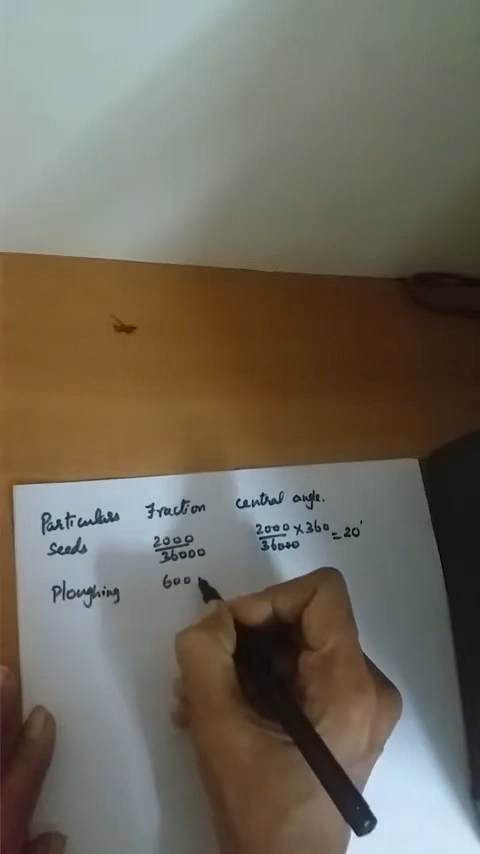 Particulars Fraction central angle.
seeds 2000/36000 2000/36000 × 360 = 20°
Ploughing 600